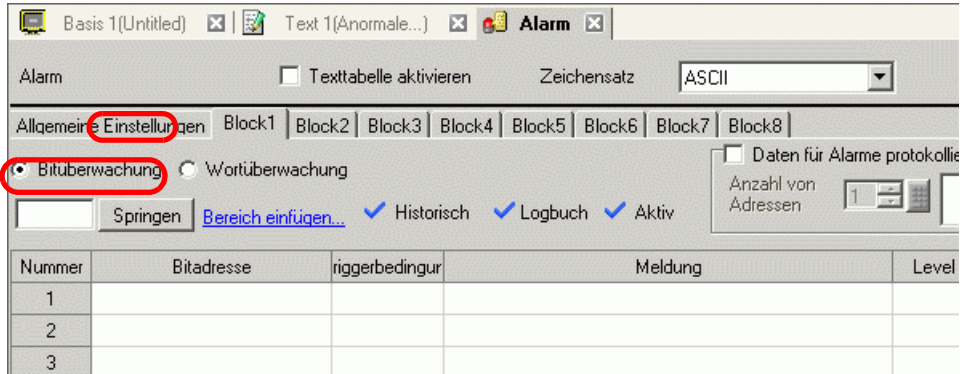 Basis 1(Untitled) Text 1(Anormale...) Alarm
Alarm Texttabelle aktivieren Zeichensatz ASCII
Allgemeine Einstellungen Block1 Block2 Block3 Block4 Block5 Block6 Block7 Block8
Bitüberwachung Wortüberwachung Daten für Alarme protokollie
Springen Bereich einfügen... Historisch Logbuch Aktiv Anzahl von Adressen 1
Nummer Bitadresse riggerbedingur Meldung Level
1
2
3